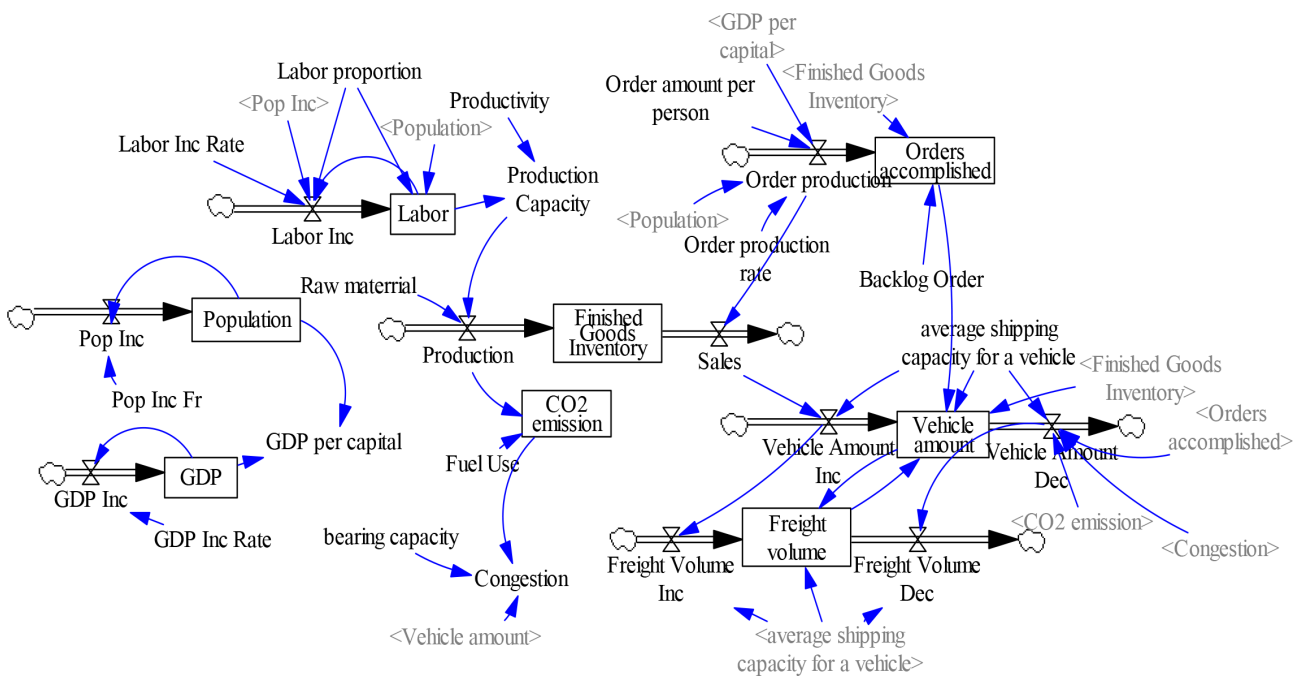 <GDP per
capital>
Labor proportion
<Finished Goods
Inventory>
Order amount per
person
<Pop Inc>
Productivity
<Population>
Labor Inc Rate
Orders
accomplished
Production
Capacity
Order production
Labor
<Population>
Labor Inc
Order production
rate
Backlog Order
Raw materrial
Population
Finished
Goods
Inventory
Pop Inc
Production
Sales
average shipping
capacity for a vehicle
<Finished Goods
Inventory>
Pop Inc Fr
CO2
emission
<Orders
accomplished>
GDP per capital
Vehicle
amount
Vehicle Amount
Inc
Vehicle Amount
Dec
Fuel Use
GDP
GDP Inc
<CO2 emission>
GDP Inc Rate
bearing capacity
Freight
volume
<Congestion>
Freight Volume
Inc
Freight Volume
Dec
Congestion
<Vehicle amount>
<average shipping
capacity for a vehicle>